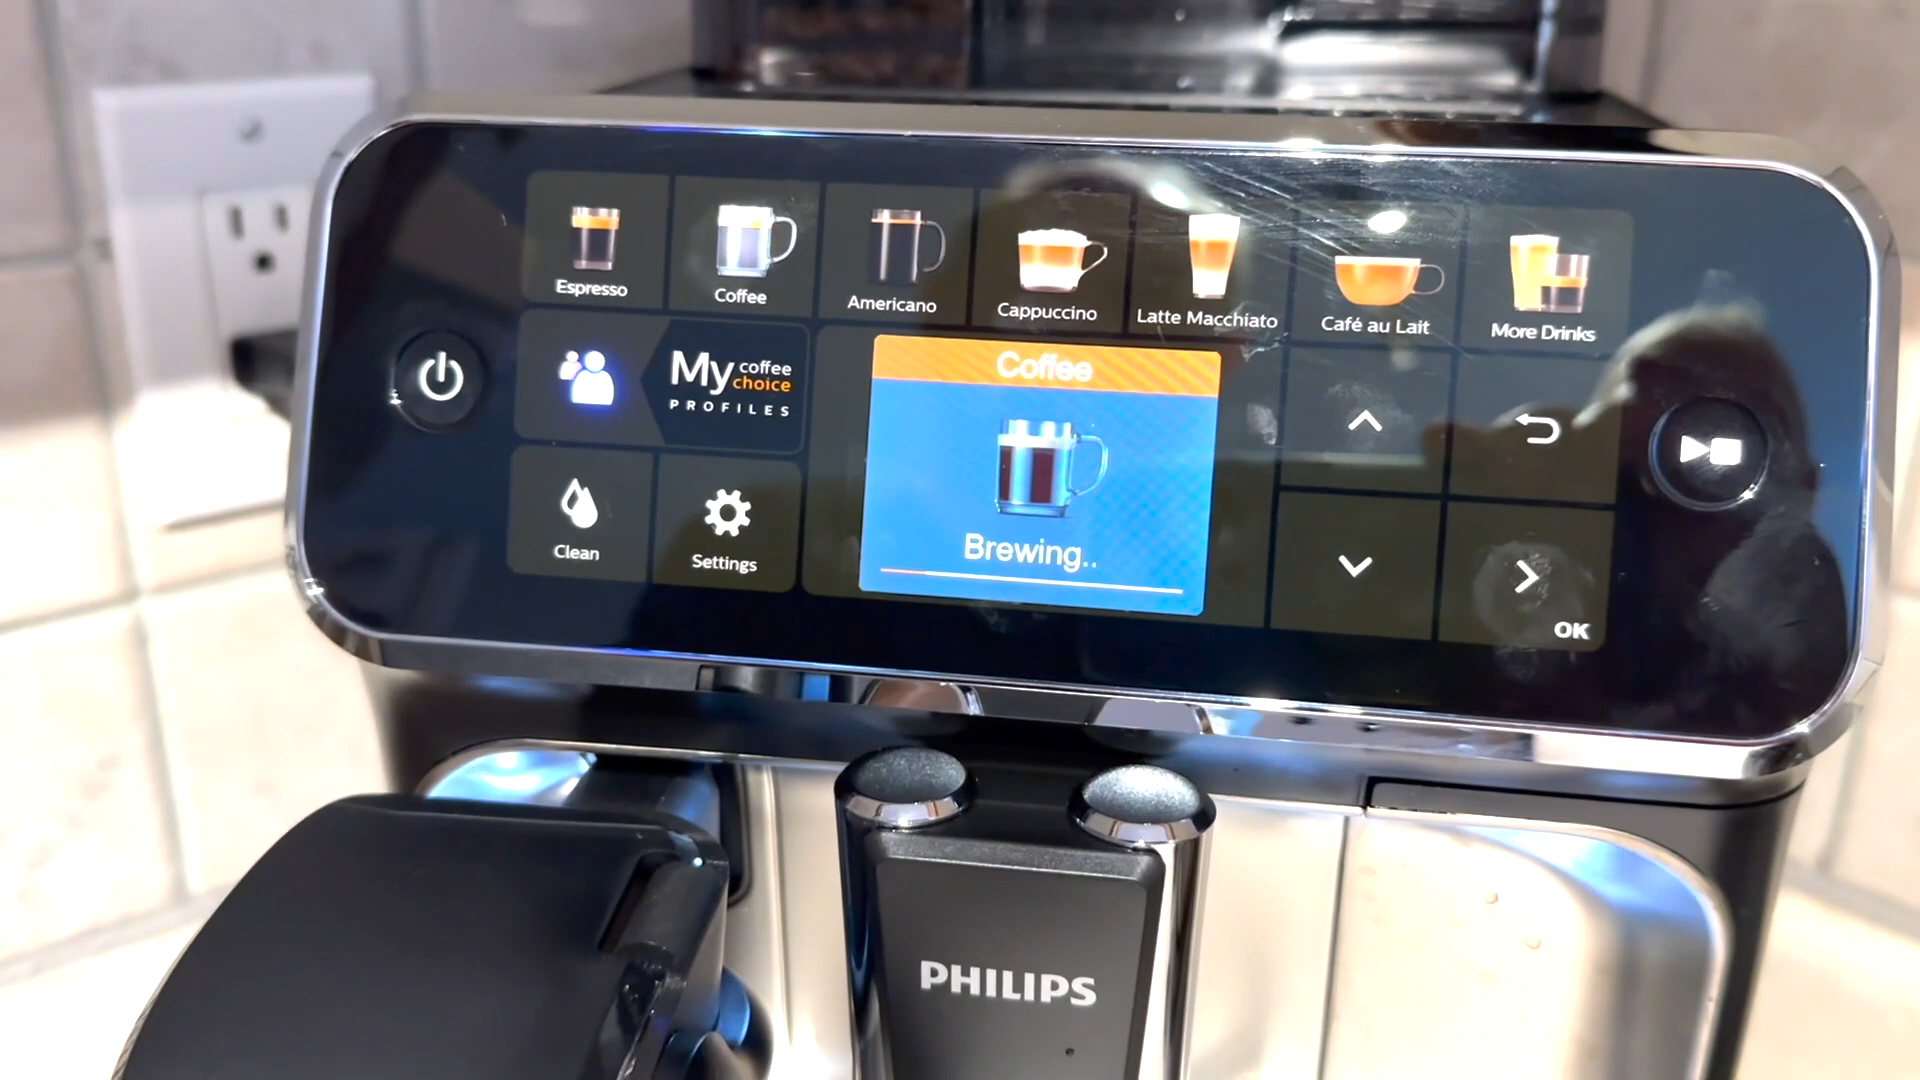 Espresso
Coffee
Americano
Cappuccino
Latte Macchiato
Café au Lait
More Drinks
My coffee choice
PROFILES
Coffee
Brewing..
Clean
Settings
OK
PHILIPS